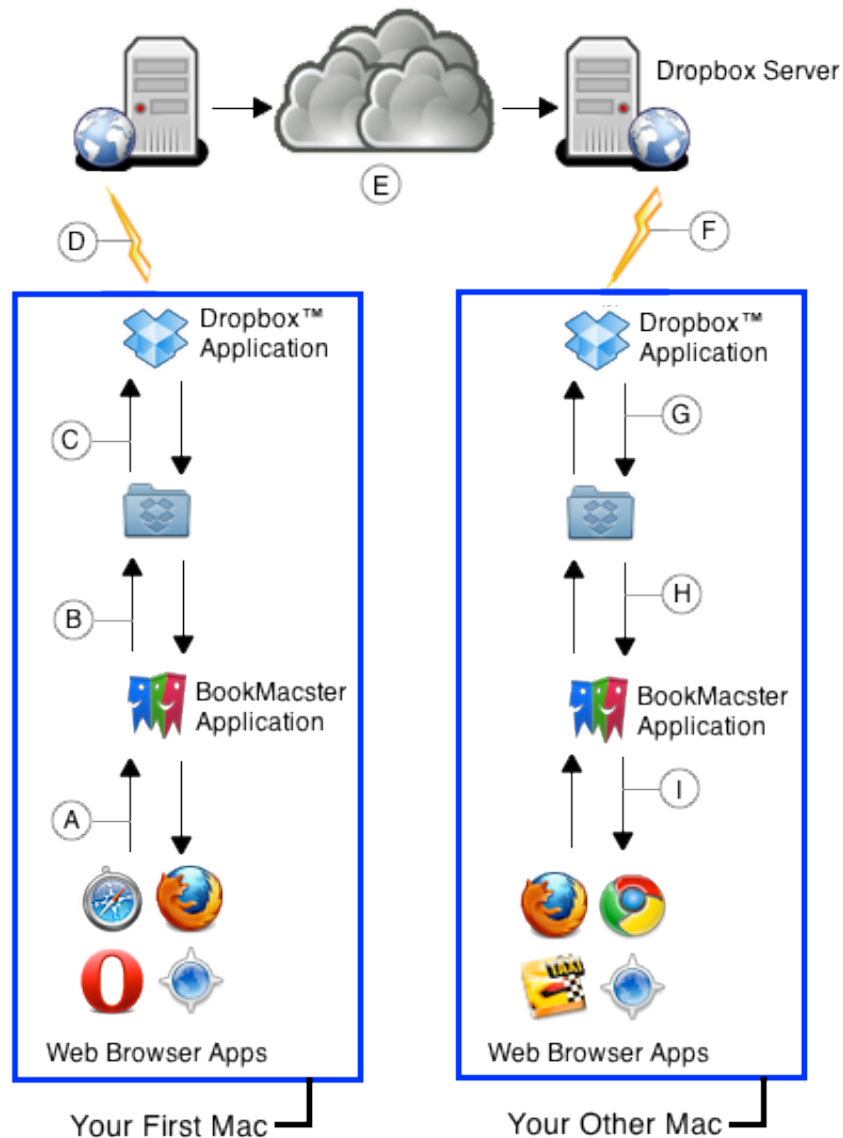 Dropbox Server
E
D
F
Dropbox™
Application
Dropbox™
Application
C
G
B
H
BookMacster
Application
BookMacster
Application
A
I
TAXI
Web Browser Apps
Web Browser Apps
Your First Mac
Your Other Mac